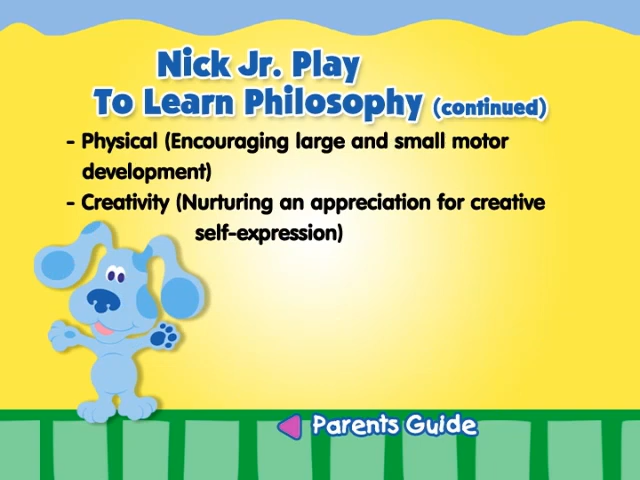 Nick Jr. Play
To Learn Philosophy (continued)
- Physical (Encouraging large and small motor
development)
- Creativity (Nurturing an appreciation for creative
self-expression)
Parents Guide